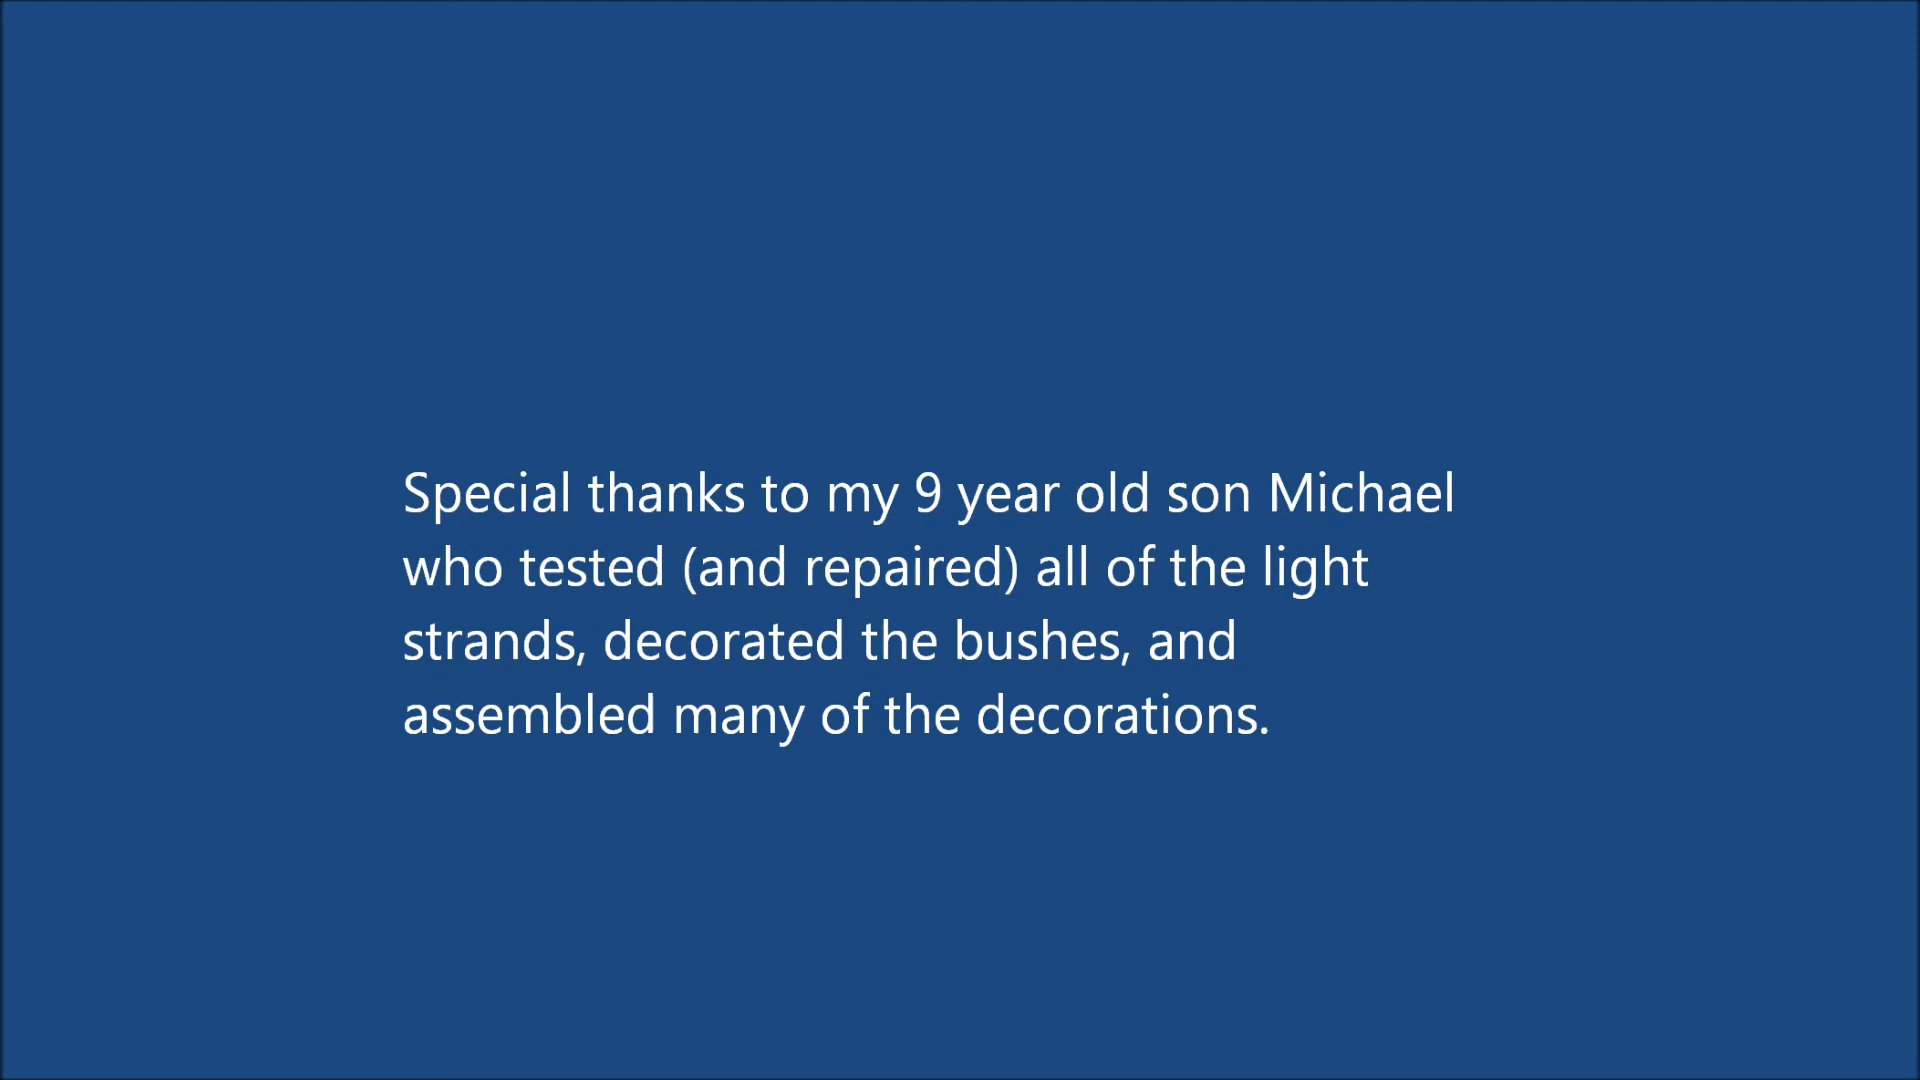 Special thanks to my 9 year old son Michael
who tested (and repaired) all of the light
strands, decorated the bushes, and
assembled many of the decorations.